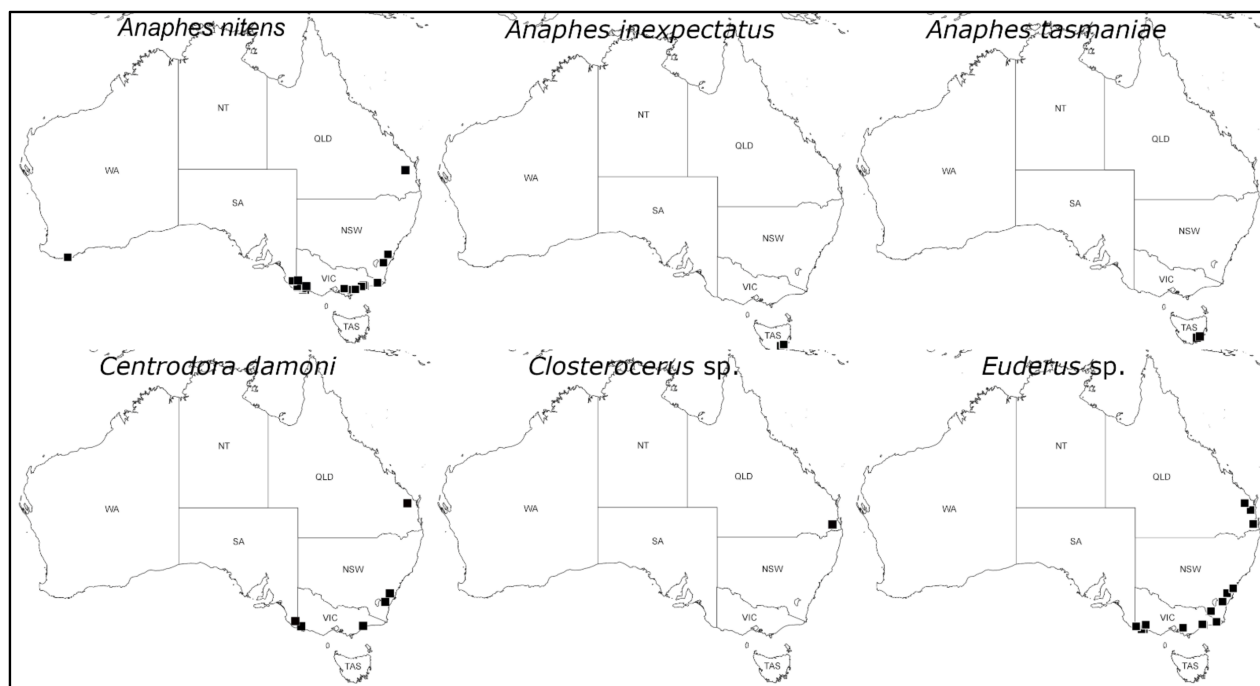 Anaphes nitens
Anaphes inexpectatus
Anaphes tasmaniae
NT
QLD
WA
SA
NSW
VIC
TAS
NT
QLD
WA
SA
NSW
VIC
TAS
NT
QLD
WA
SA
NSW
VIC
TAS
Centrodora damoni
Closterocerus sp.
Euderus sp.
NT
QLD
WA
SA
NSW
VIC
TAS
NT
QLD
WA
SA
NSW
VIC
TAS
NT
QLD
WA
SA
NSW
VIC
TAS